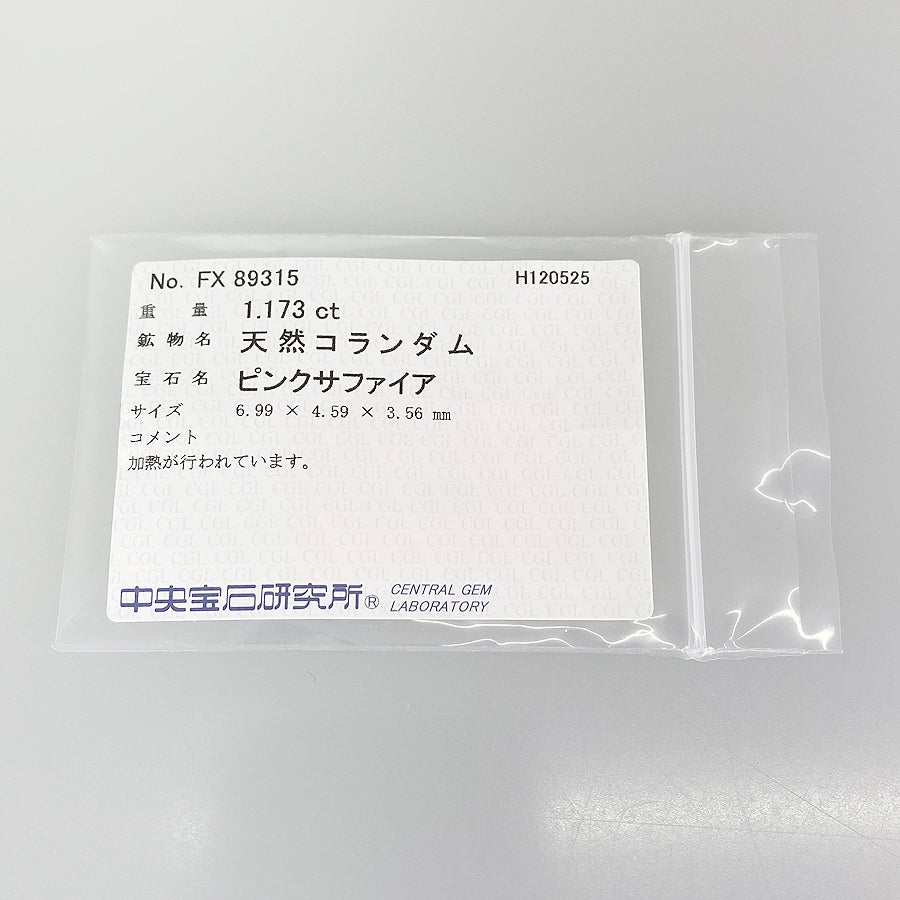 No. FX 89315 H120525
重量 1.173 ct
鉱物名 天然コランダム
宝石名 ピンクサファイア
サイズ 6.99 × 4.59 × 3.56 mm
コメント
加熱が行われています。
中央宝石研究所® CENTRAL GEM
LABORATORY